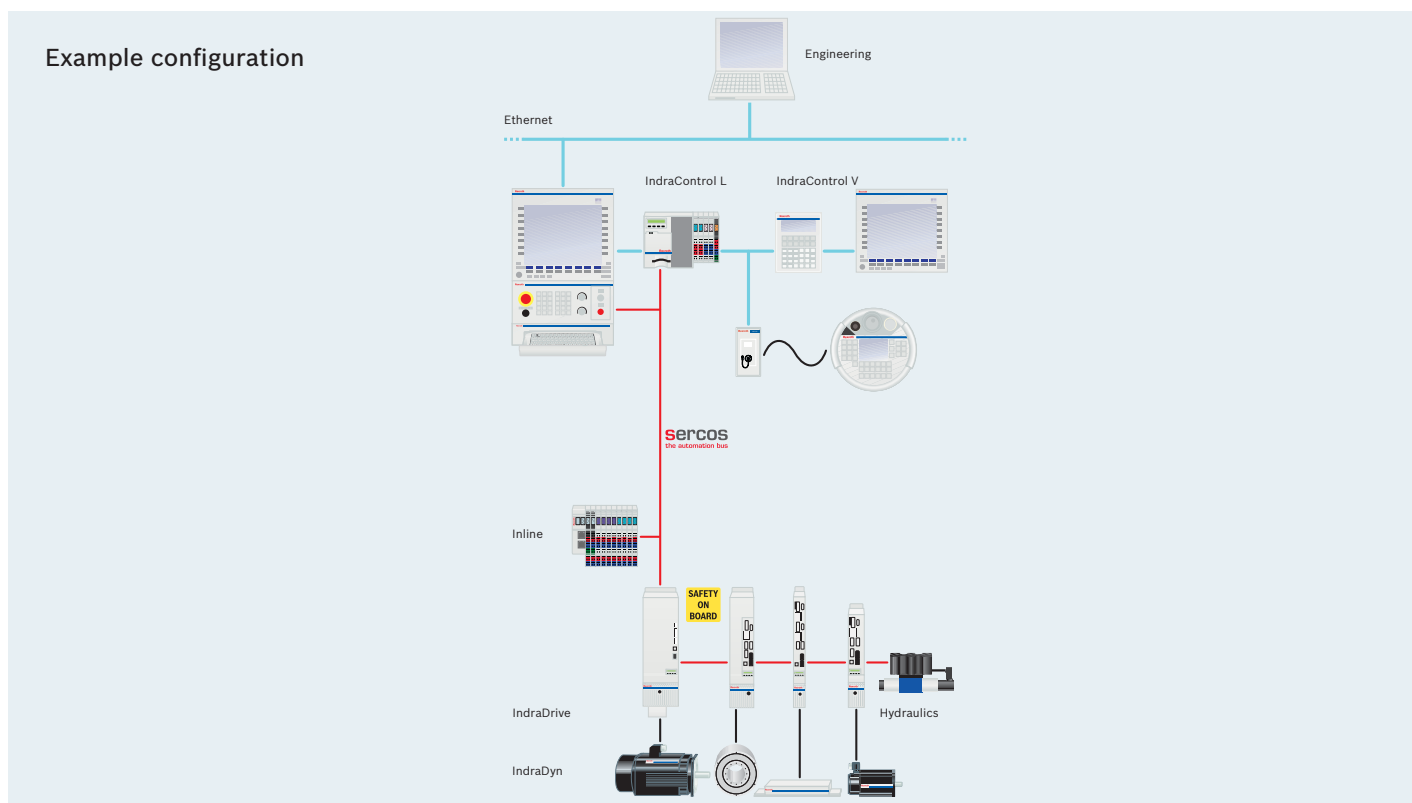 Example configuration
Engineering
Ethernet
IndraControl L
IndraControl V
sercos
the automation bus
Inline
SAFETY
ON
BOARD
IndraDrive
Hydraulics
IndraDyn